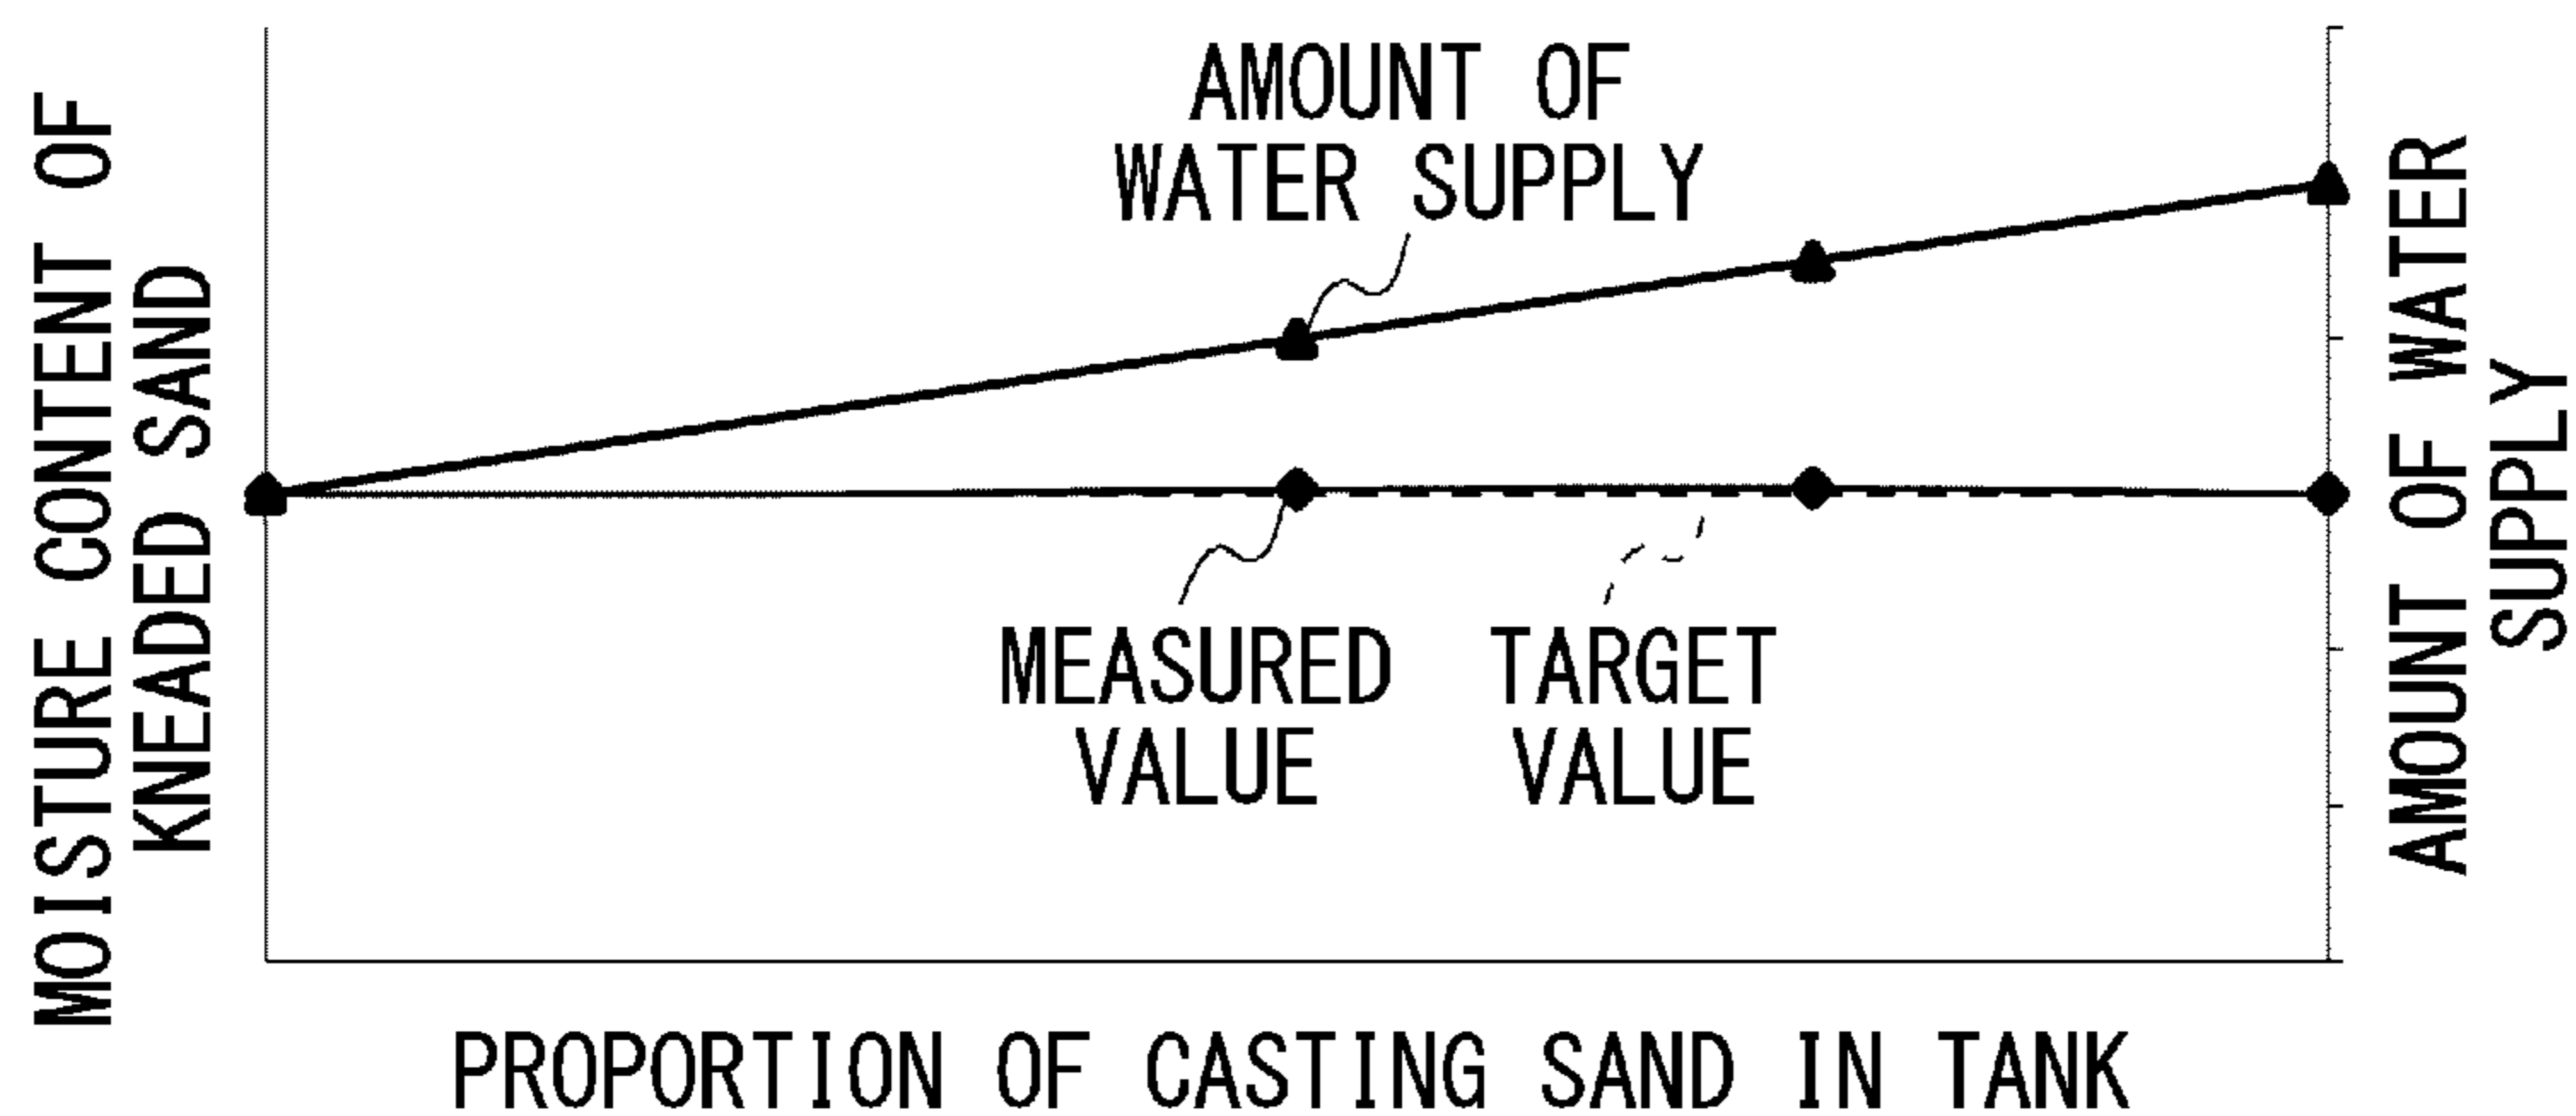 MOISTURE CONTENT OF
KNEADED SAND
AMOUNT OF
WATER SUPPLY
MEASURED
VALUE
TARGET
VALUE
AMOUNT OF WATER
SUPPLY
PROPORTION OF CASTING SAND IN TANK